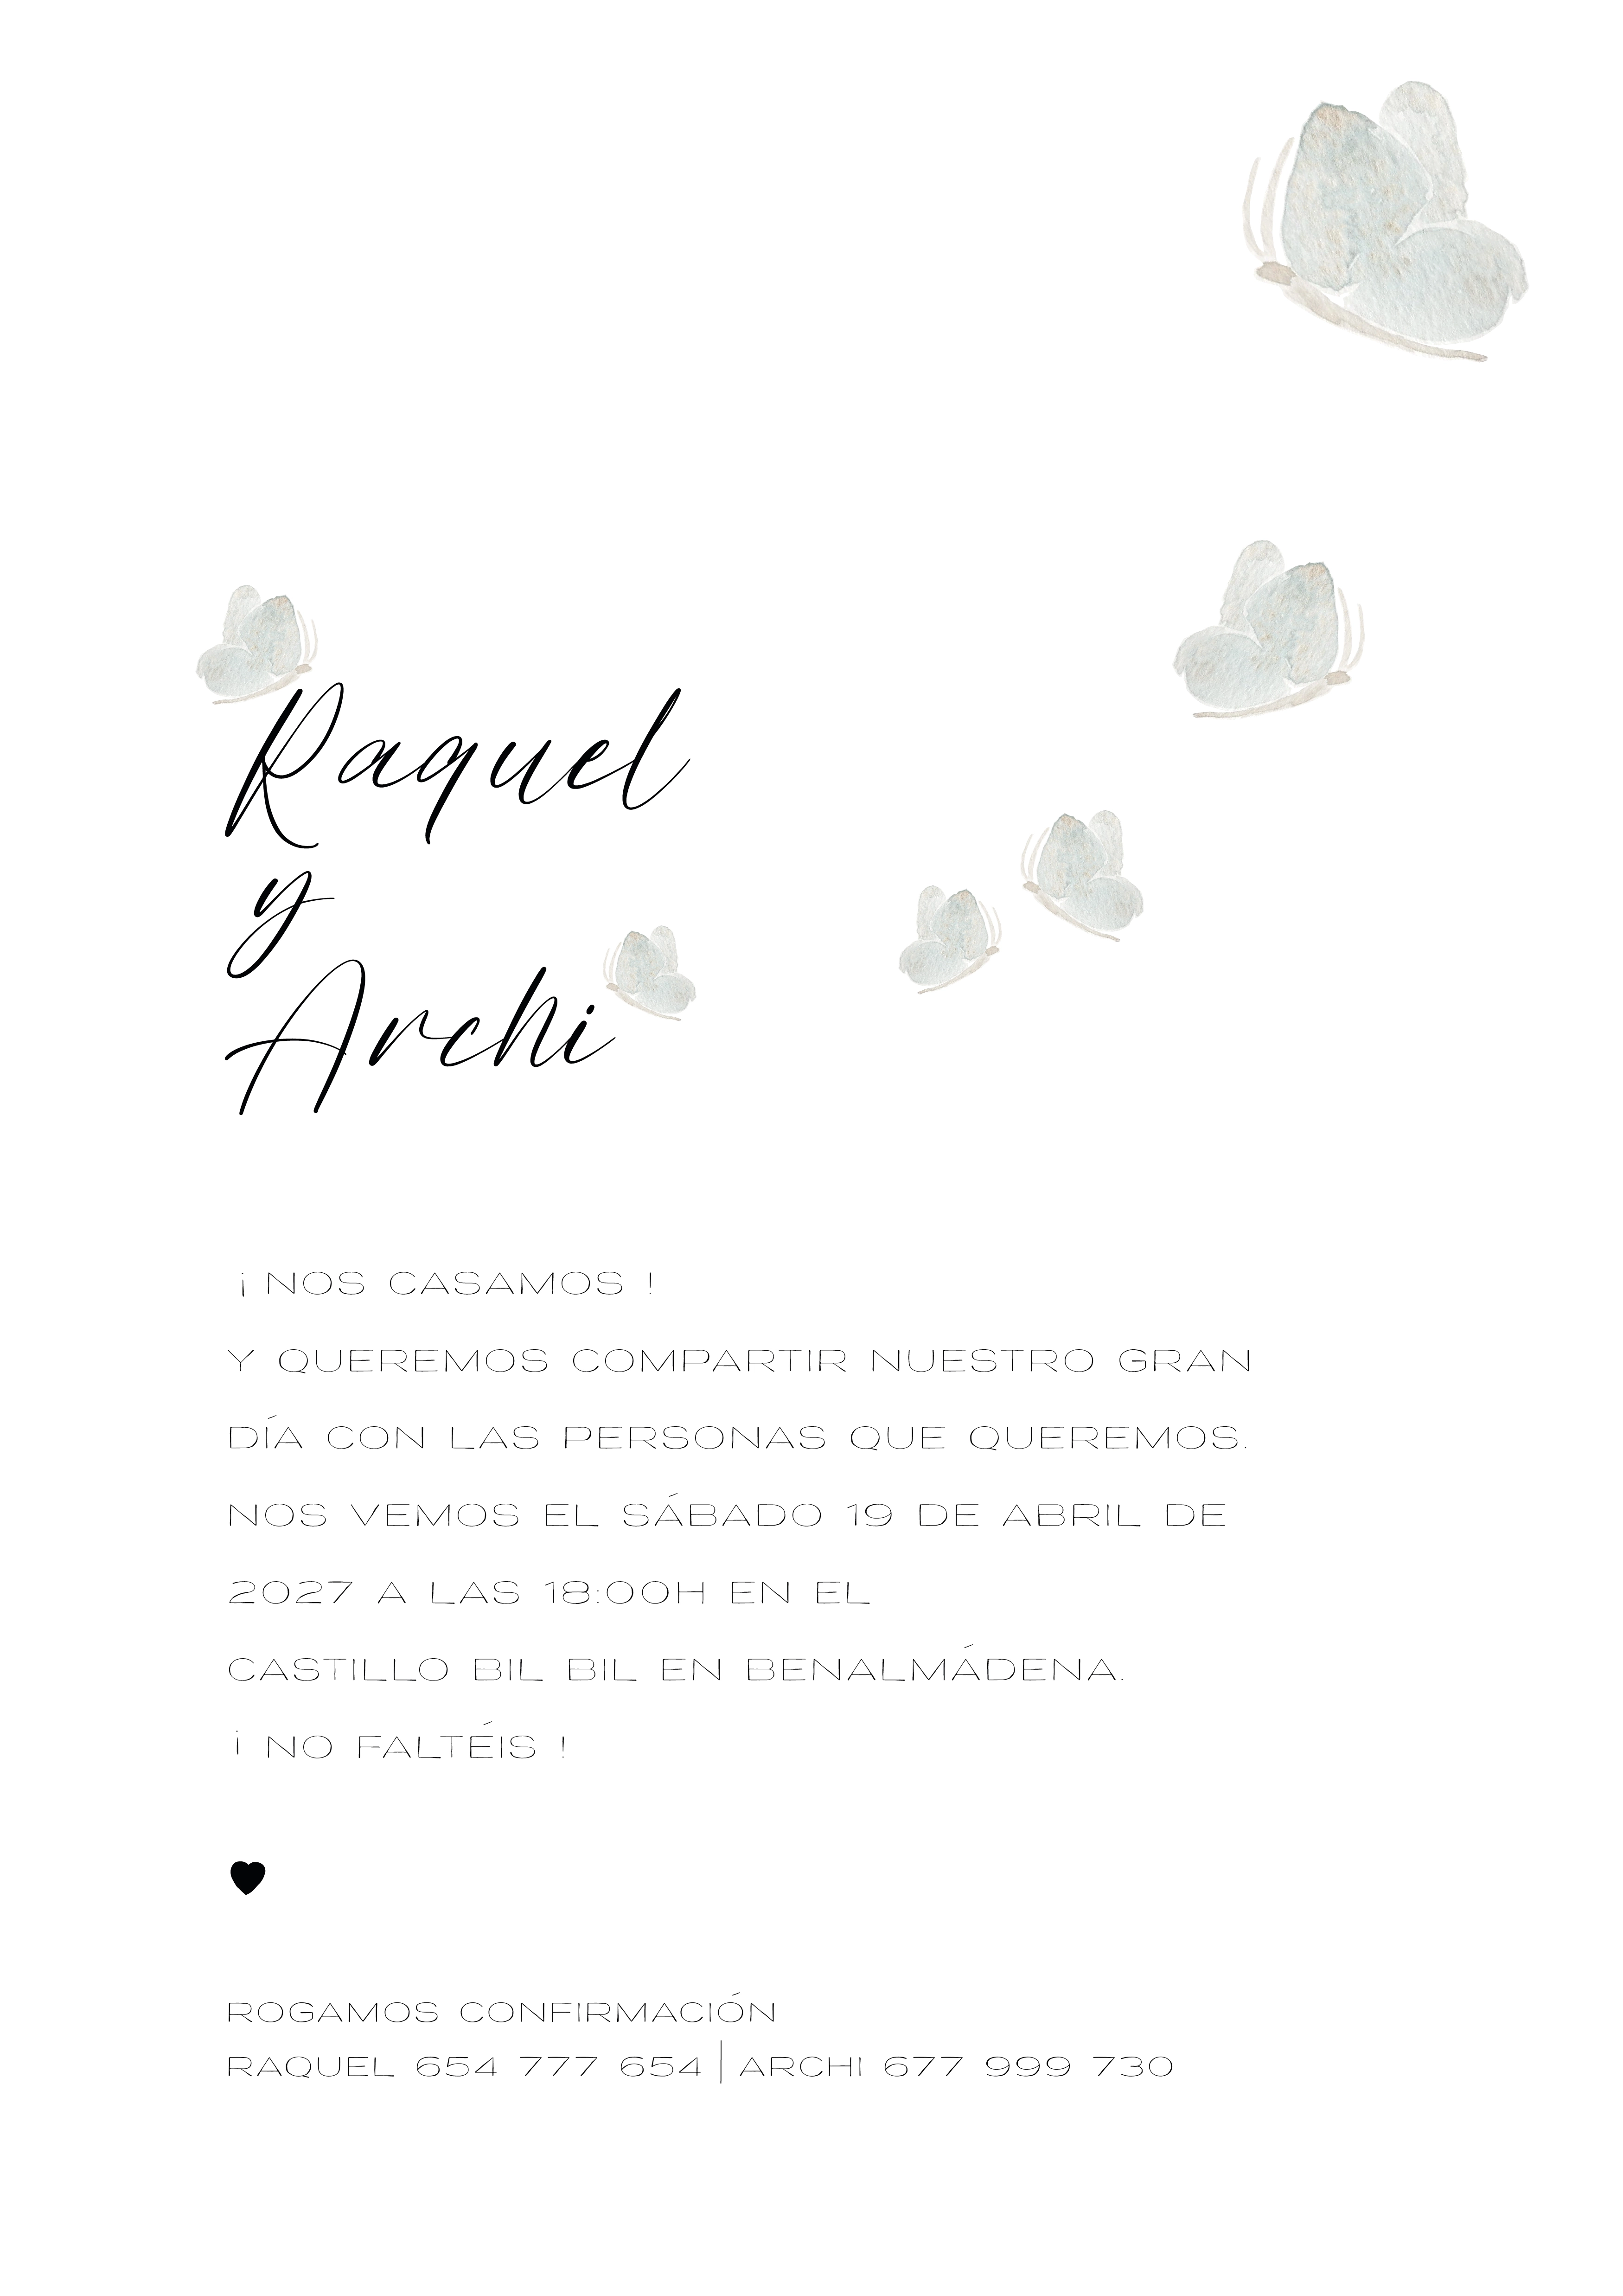 Raquel
y
Archi
¡ NOS CASAMOS !
Y QUEREMOS COMPARTIR NUESTRO GRAN
DÍA CON LAS PERSONAS QUE QUEREMOS.
NOS VEMOS EL SÁBADO 19 DE ABRIL DE
2027 A LAS 18:00H EN EL
CASTILLO BIL BIL EN BENALMÁDENA.
¡ NO FALTÉIS !
ROGAMOS CONFIRMACIÓN
RAQUEL 654 777 654 | ARCHI 677 999 730